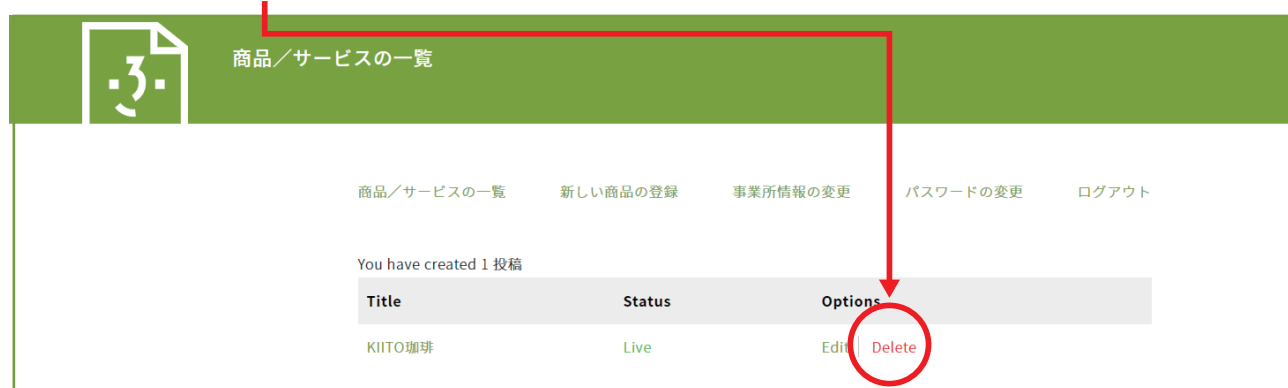 商品／サービスの一覧
商品／サービスの一覧 新しい商品の登録 事業所情報の変更 パスワードの変更 ログアウト
You have created 1 投稿
Title Status Options
KIITO珈琲 Live Edit Delete